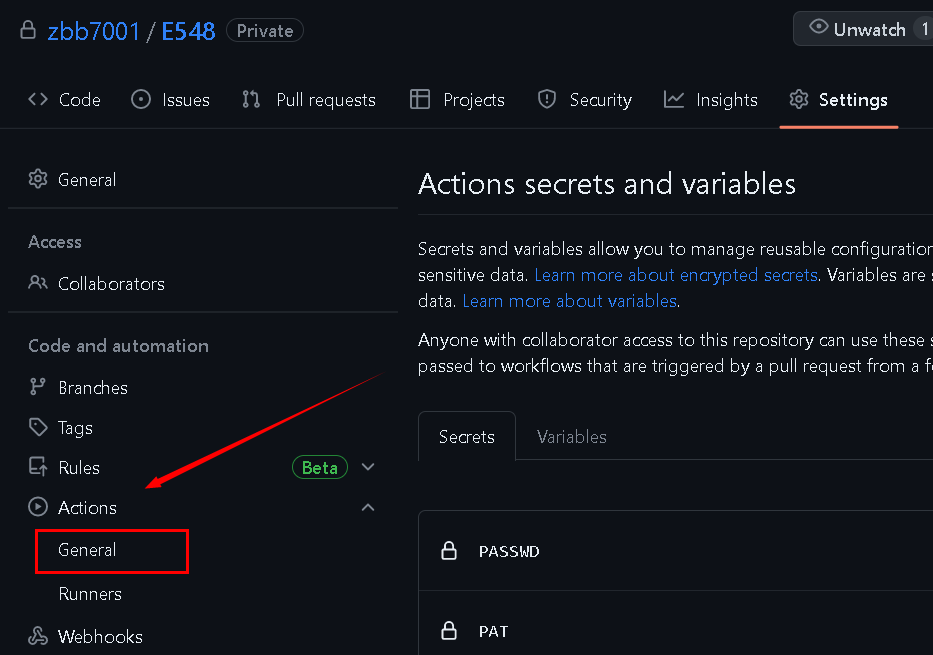 zbb7001 / E548 Private
Unwatch 1
Code Issues Pull requests Projects Security Insights Settings
General
Access
Collaborators
Code and automation
Branches
Tags
Rules Beta
Actions
General
Runners
Webhooks
Actions secrets and variables
Secrets and variables allow you to manage reusable configuration
sensitive data. Learn more about encrypted secrets. Variables are
data. Learn more about variables.
Anyone with collaborator access to this repository can use these
passed to workflows that are triggered by a pull request from a
Secrets Variables
PASSWD
PAT